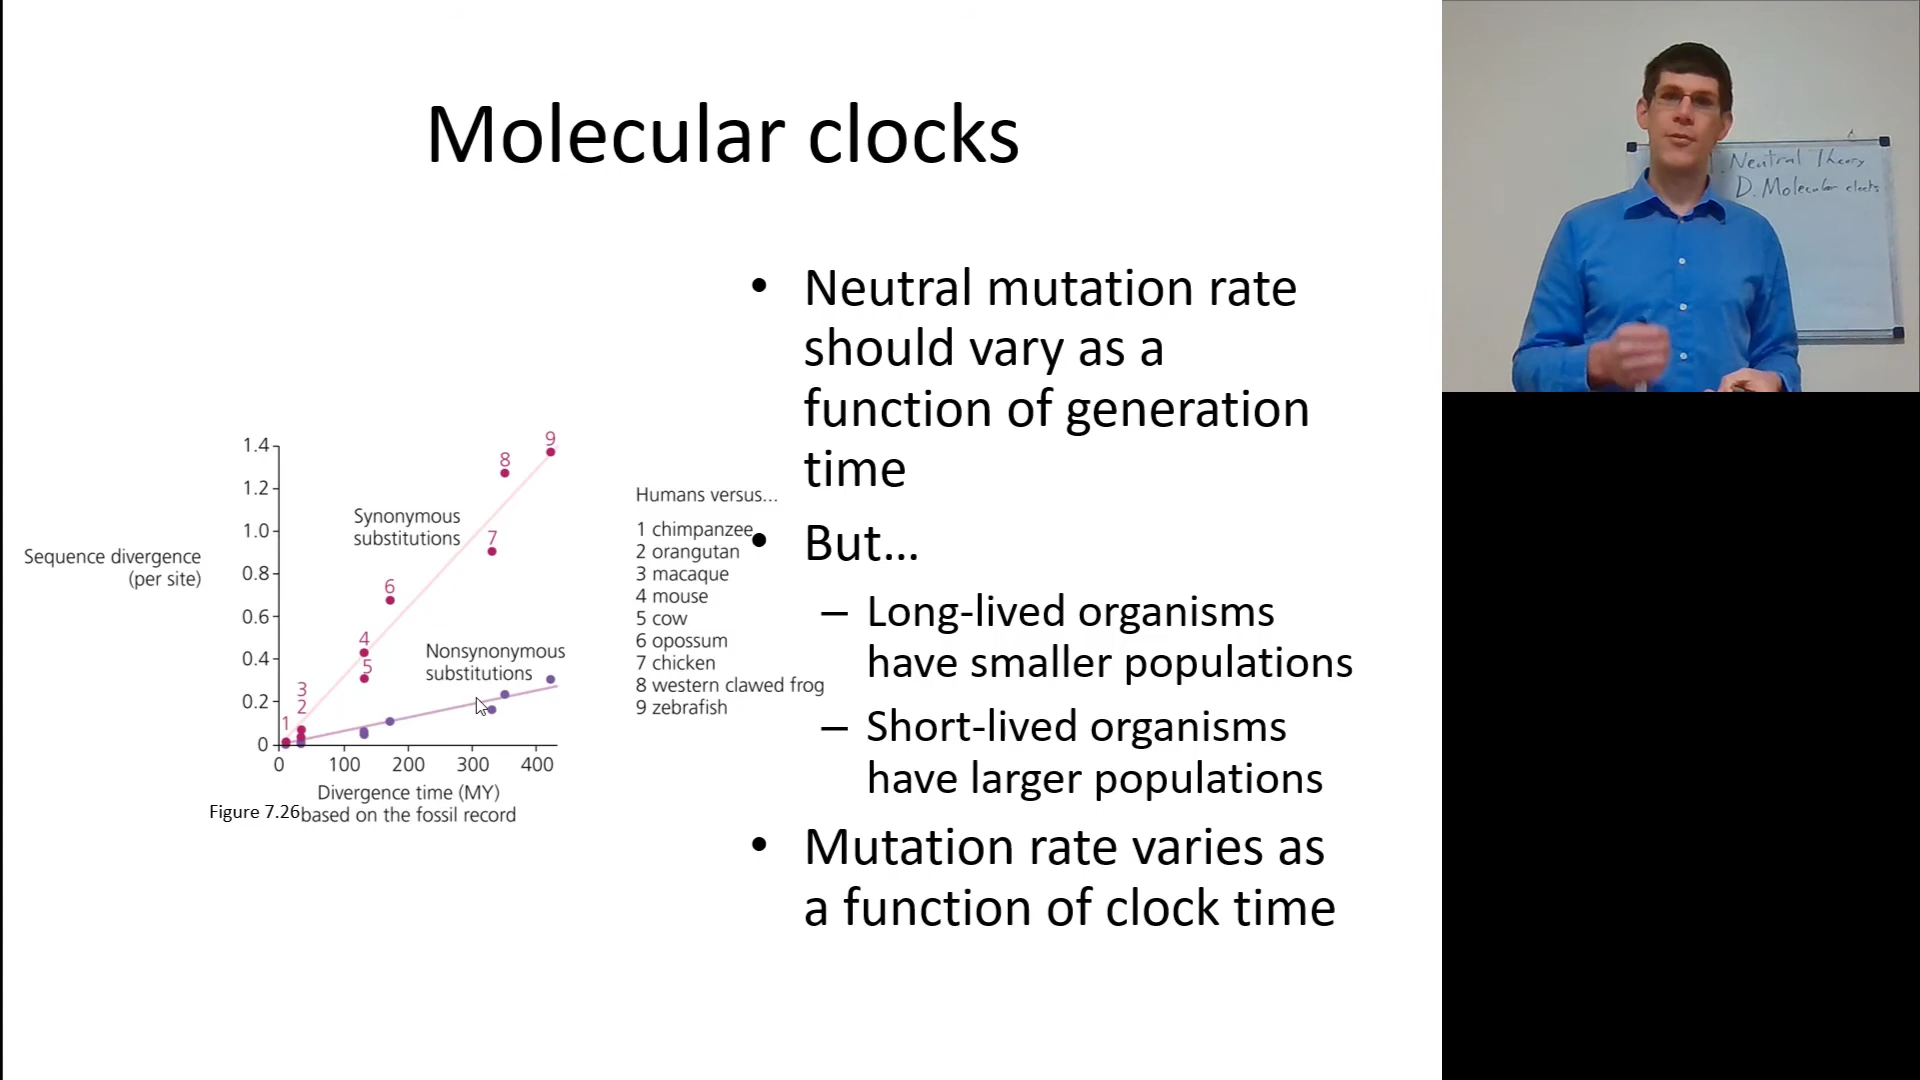 Molecular clocks
• Neutral mutation rate
should vary as a
function of generation
time
• But...
– Long-lived organisms
have smaller populations
– Short-lived organisms
have larger populations
• Mutation rate varies as
a function of clock time
1.4
1.2
1.0
0.8
0.6
0.4
0.2
0
Sequence divergence
(per site)
Synonymous
substitutions
Nonsynonymous
substitutions
1
2
3
4
5
6
7
8
9
0 100 200 300 400
Divergence time (MY)
based on the fossil record
Figure 7.26
Humans versus...
1 chimpanzee
2 orangutan
3 macaque
4 mouse
5 cow
6 opossum
7 chicken
8 western clawed frog
9 zebrafish
Neutral Theory
D. Molecular clocks